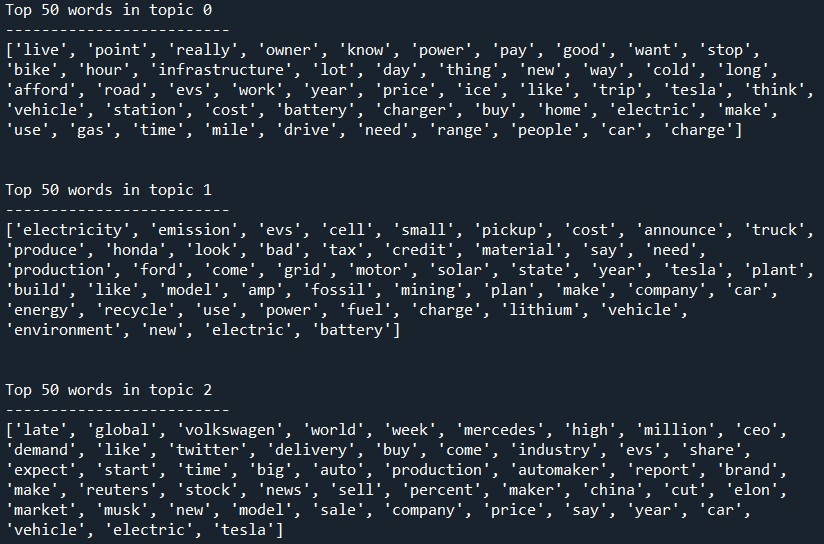 Top 50 words in topic 0
-------------------------
['live', 'point', 'really', 'owner', 'know', 'power', 'pay', 'good', 'want', 'stop',
'bike', 'hour', 'infrastructure', 'lot', 'day', 'thing', 'new', 'way', 'cold', 'long',
'afford', 'road', 'evs', 'work', 'year', 'price', 'ice', 'like', 'trip', 'tesla', 'think',
'vehicle', 'station', 'cost', 'battery', 'charger', 'buy', 'home', 'electric', 'make',
'use', 'gas', 'time', 'mile', 'drive', 'need', 'range', 'people', 'car', 'charge']
Top 50 words in topic 1
-------------------------
['electricity', 'emission', 'evs', 'cell', 'small', 'pickup', 'cost', 'announce', 'truck',
'produce', 'honda', 'look', 'bad', 'tax', 'credit', 'material', 'say', 'need',
'production', 'ford', 'come', 'grid', 'motor', 'solar', 'state', 'year', 'tesla', 'plant',
'build', 'like', 'model', 'amp', 'fossil', 'mining', 'plan', 'make', 'company', 'car',
'energy', 'recycle', 'use', 'power', 'fuel', 'charge', 'lithium', 'vehicle',
'environment', 'new', 'electric', 'battery']
Top 50 words in topic 2
-------------------------
['late', 'global', 'volkswagen', 'world', 'week', 'mercedes', 'high', 'million', 'ceo',
'demand', 'like', 'twitter', 'delivery', 'buy', 'come', 'industry', 'evs', 'share',
'expect', 'start', 'time', 'big', 'auto', 'production', 'automaker', 'report', 'brand',
'make', 'reuters', 'stock', 'news', 'sell', 'percent', 'maker', 'china', 'cut', 'elon',
'market', 'musk', 'new', 'model', 'sale', 'company', 'price', 'say', 'year', 'car',
'vehicle', 'electric', 'tesla']